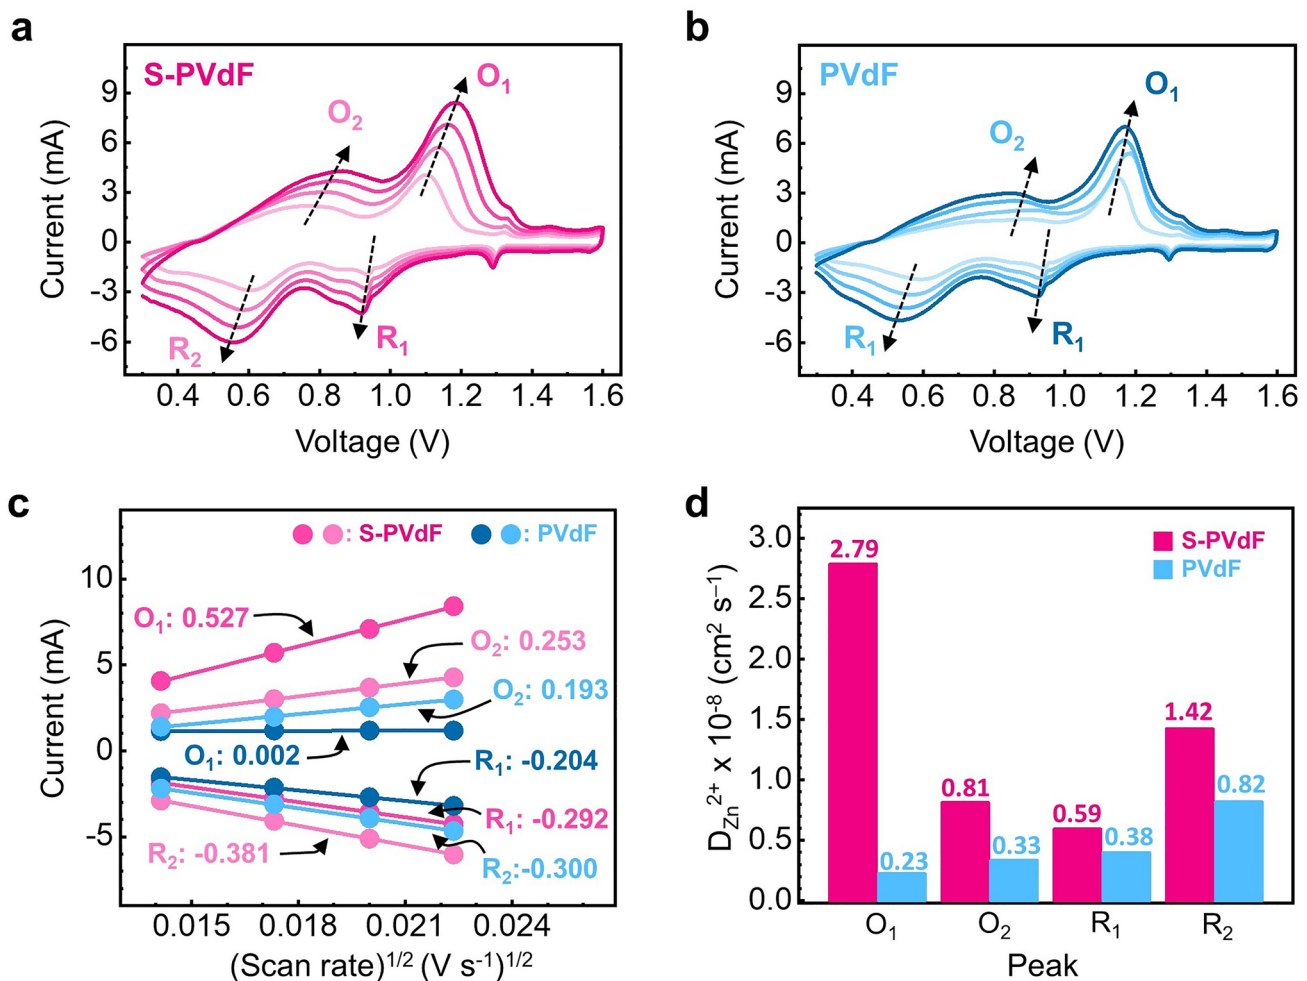 a
S-PVdF
O₁
O₂
R₂
R₁
9
6
3
0
-3
-6
Current (mA)
0.4 0.6 0.8 1.0 1.2 1.4 1.6
Voltage (V)
b
PVdF
O₁
O₂
R₁
R₁
9
6
3
0
-3
-6
Current (mA)
0.4 0.6 0.8 1.0 1.2 1.4 1.6
Voltage (V)
c
: S-PVdF : PVdF
10
5
0
-5
Current (mA)
O₁: 0.527
O₂: 0.253
O₂: 0.193
O₁: 0.002
R₁: -0.204
R₁: -0.292
R₂: -0.381
R₂:-0.300
0.015 0.018 0.021 0.024
(Scan rate)¹ᐟ² (V s⁻¹)¹ᐟ²
d
S-PVdF
PVdF
3.0
2.5
2.0
1.5
1.0
0.5
0.0
D_Zn²⁺ x 10⁻⁸ (cm² s⁻¹)
2.79
0.23
0.81
0.33
0.59
0.38
1.42
0.82
O₁ O₂ R₁ R₂
Peak